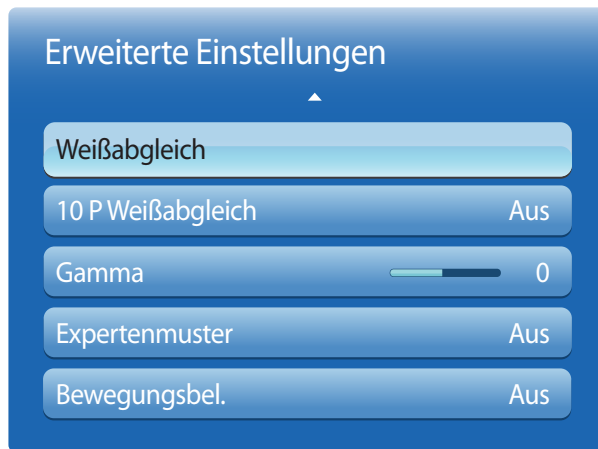 Erweiterte Einstellungen
Weißabgleich
10 P Weißabgleich Aus
Gamma 0
Expertenmuster Aus
Bewegungsbel. Aus